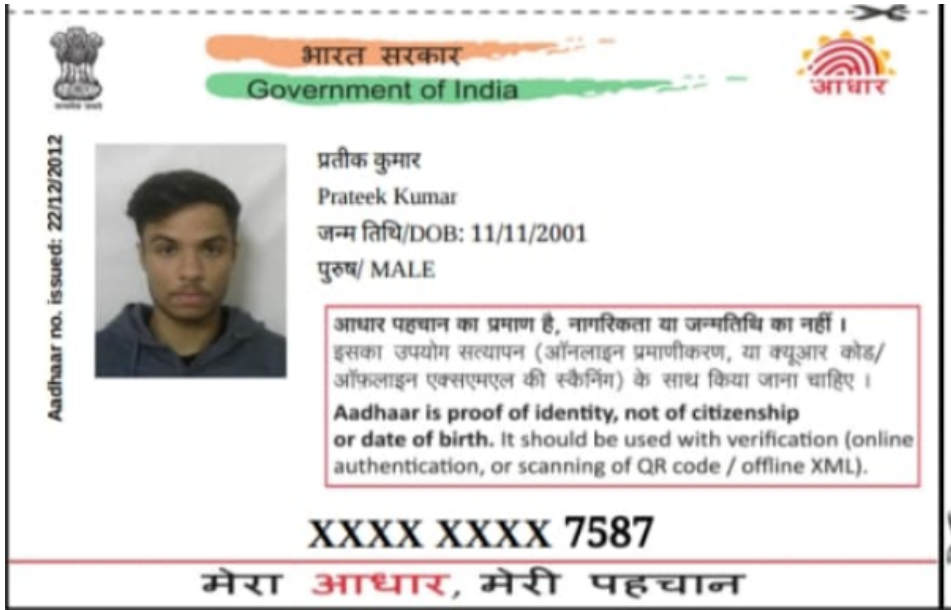 भारत सरकार
Government of India
आधार
Aadhaar no. issued: 22/12/2012
प्रतीक कुमार
Prateek Kumar
जन्म तिथि/DOB: 11/11/2001
पुरुष/ MALE
आधार पहचान का प्रमाण है, नागरिकता या जन्मतिथि का नहीं ।
इसका उपयोग सत्यापन (ऑनलाइन प्रमाणीकरण, या क्यूआर कोड/
ऑफ़लाइन एक्सएमएल की स्कैनिंग) के साथ किया जाना चाहिए ।
Aadhaar is proof of identity, not of citizenship
or date of birth. It should be used with verification (online
authentication, or scanning of QR code / offline XML).
XXXX XXXX 7587
मेरा आधार, मेरी पहचान